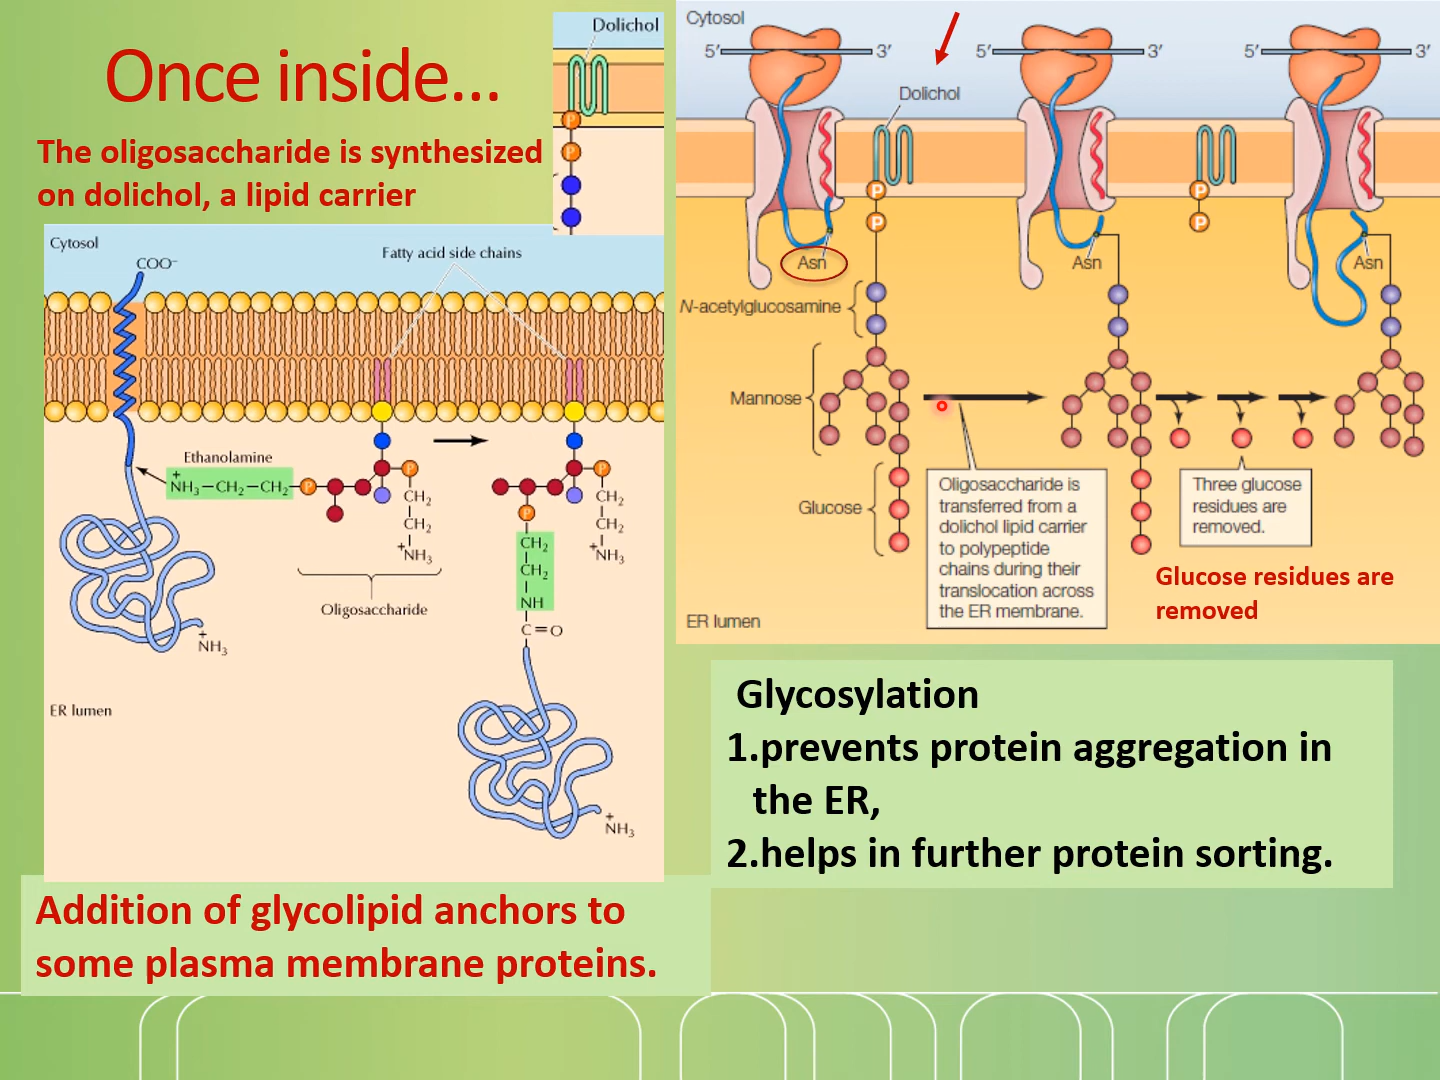 Once inside...
The oligosaccharide is synthesized
on dolichol, a lipid carrier
Dolichol
P
P
Cytosol
COO⁻
Fatty acid side chains
Ethanolamine
+
NH₃—CH₂—CH₂—P
P
CH₂
CH₂
⁺NH₃
Oligosaccharide
P
CH₂
CH₂
⁺NH₃
P
CH₂
CH₂
NH
C=O
+
NH₃
+
NH₃
ER lumen
Addition of glycolipid anchors to
some plasma membrane proteins.
Cytosol
5′ 3′ 5′ 3′ 5′ 3′
Dolichol
P
P
P
P
Asn
Asn
Asn
N-acetylglucosamine
Mannose
Glucose
Oligosaccharide is
transferred from a
dolichol lipid carrier
to polypeptide
chains during their
translocation across
the ER membrane.
Three glucose
residues are
removed.
Glucose residues are
removed
ER lumen
Glycosylation
1.prevents protein aggregation in
the ER,
2.helps in further protein sorting.